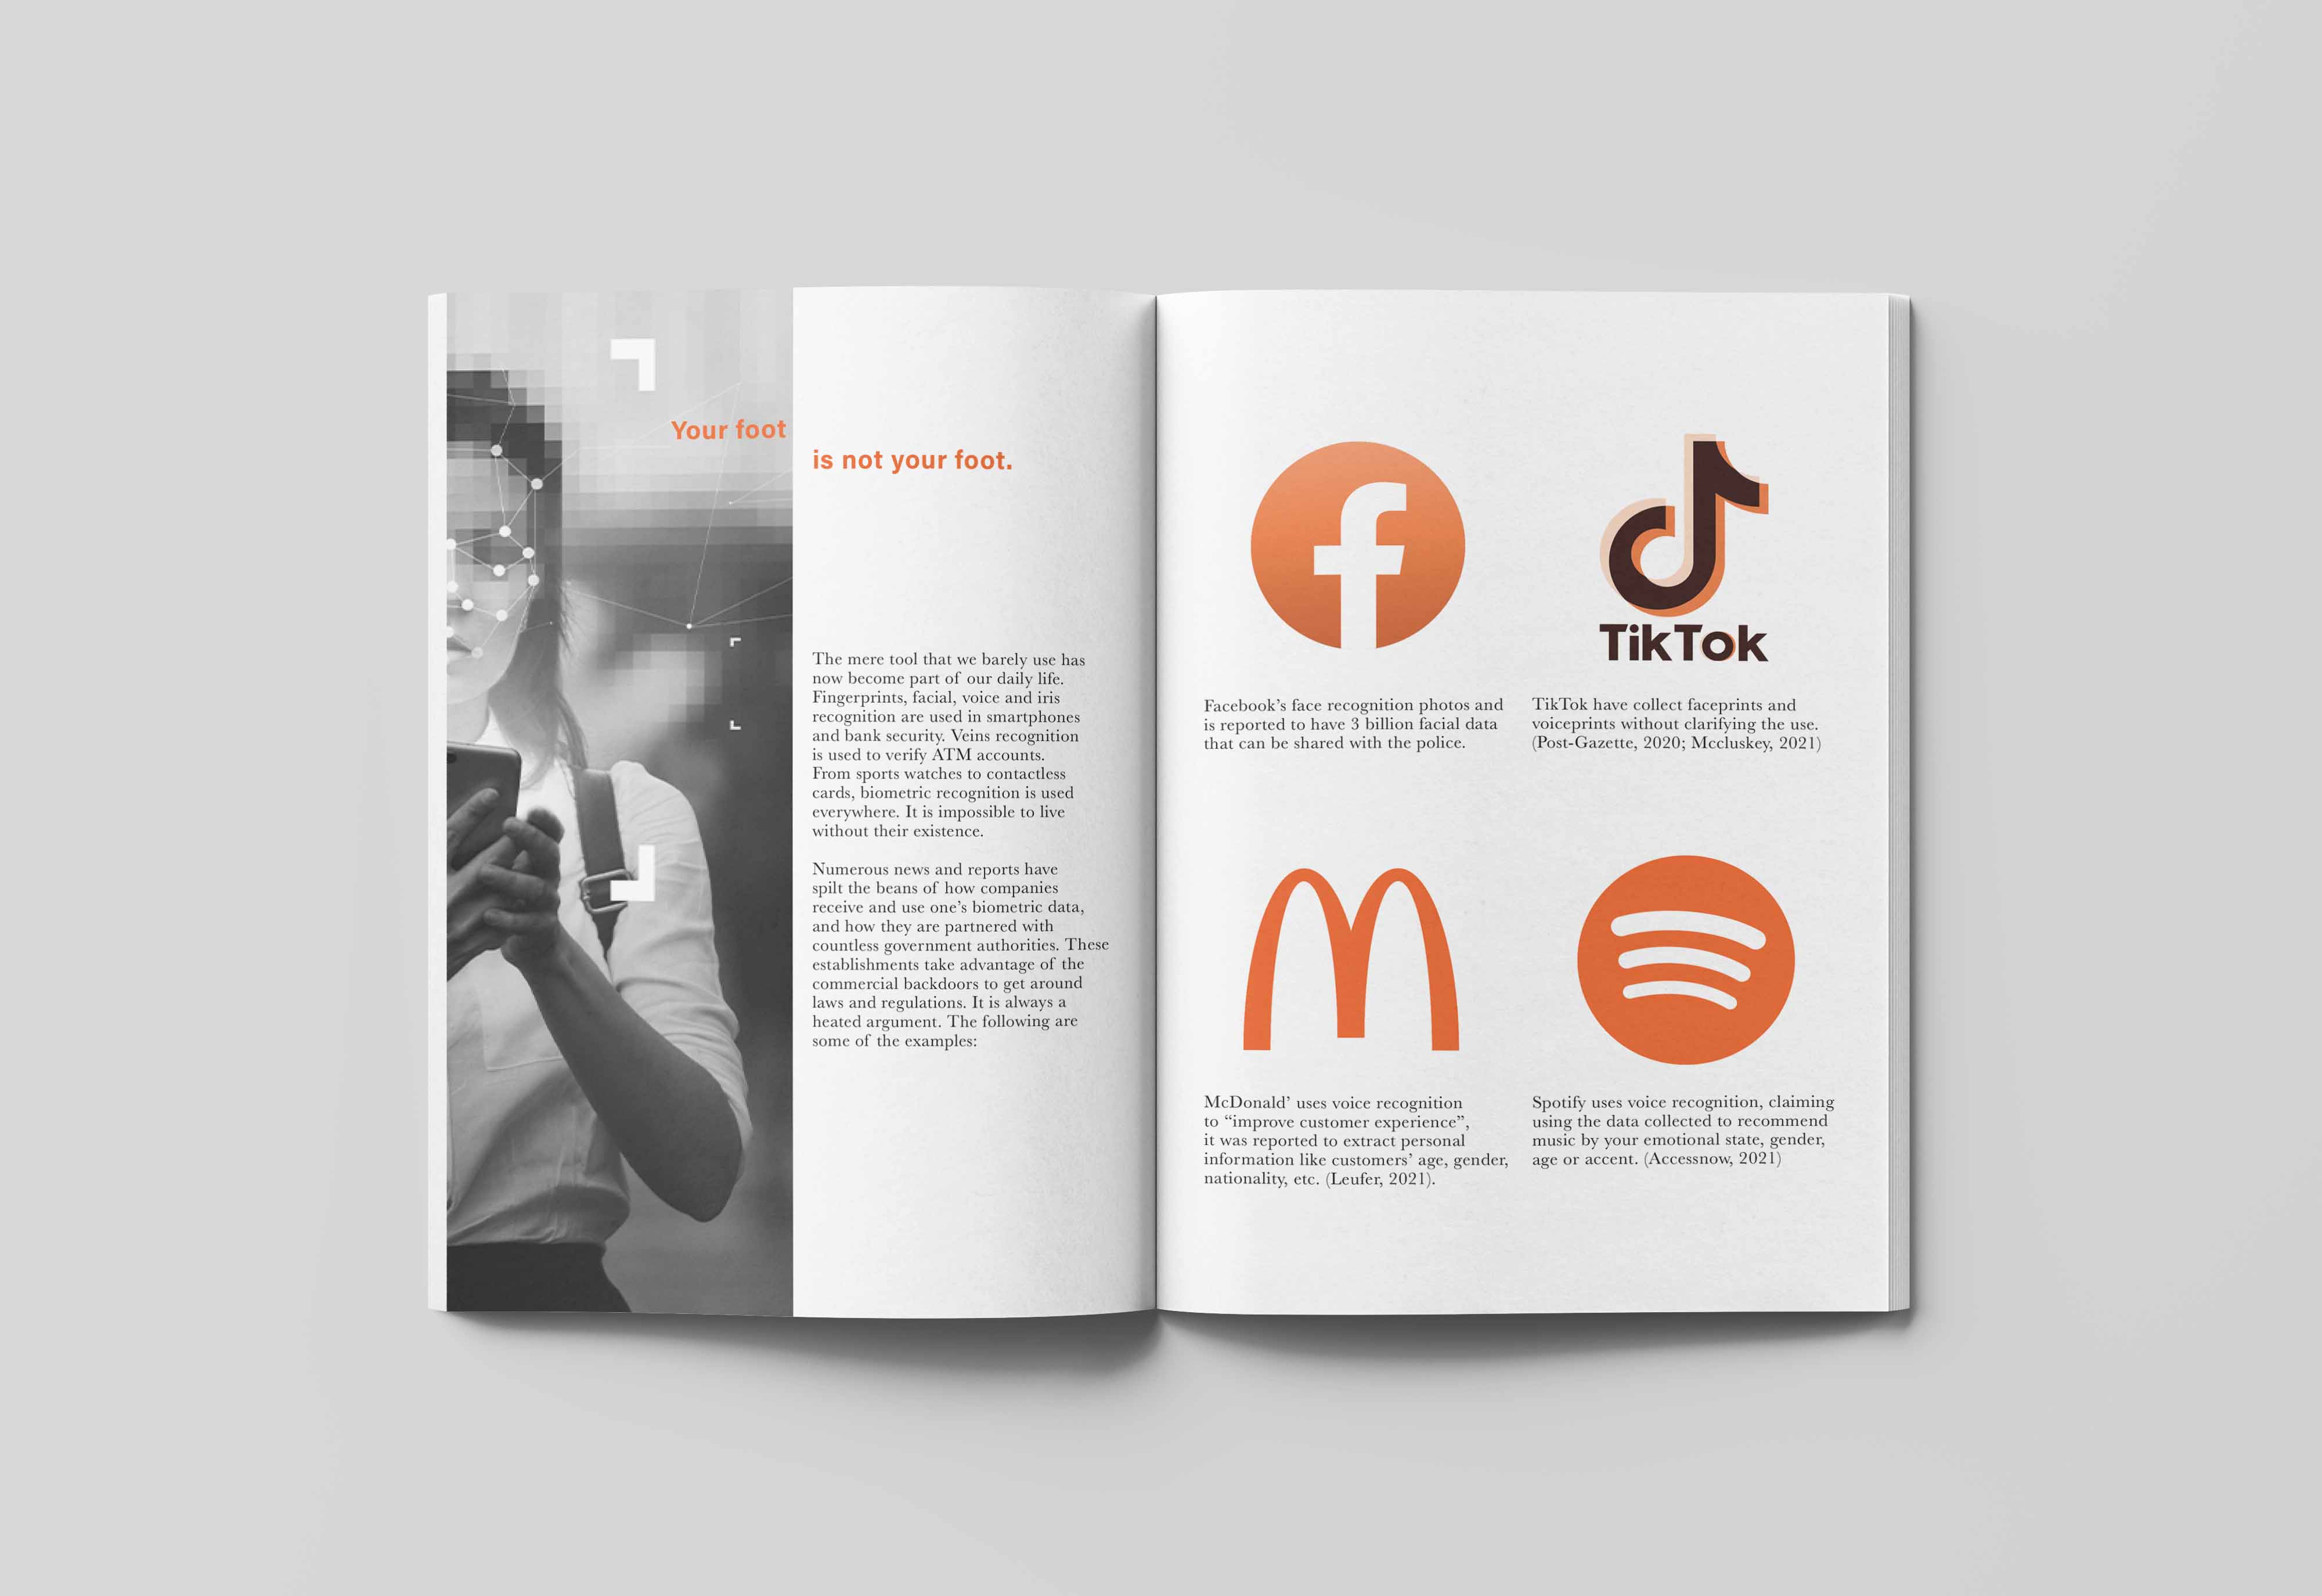 Your foot
is not your foot.
The mere tool that we barely use has
now become part of our daily life.
Fingerprints, facial, voice and iris
recognition are used in smartphones
and bank security. Veins recognition
is used to verify ATM accounts.
From sports watches to contactless
cards, biometric recognition is used
everywhere. It is impossible to live
without their existence.
Numerous news and reports have
spilt the beans of how companies
receive and use one’s biometric data,
and how they are partnered with
countless government authorities. These
establishments take advantage of the
commercial backdoors to get around
laws and regulations. It is always a
heated argument. The following are
some of the examples:
f
Facebook’s face recognition photos and
is reported to have 3 billion facial data
that can be shared with the police.
TikTok
TikTok have collect faceprints and
voiceprints without clarifying the use.
(Post-Gazette, 2020; Mccluskey, 2021)
McDonald’ uses voice recognition
to “improve customer experience”,
it was reported to extract personal
information like customers’ age, gender,
nationality, etc. (Leufer, 2021).
Spotify uses voice recognition, claiming
using the data collected to recommend
music by your emotional state, gender,
age or accent. (Accessnow, 2021)